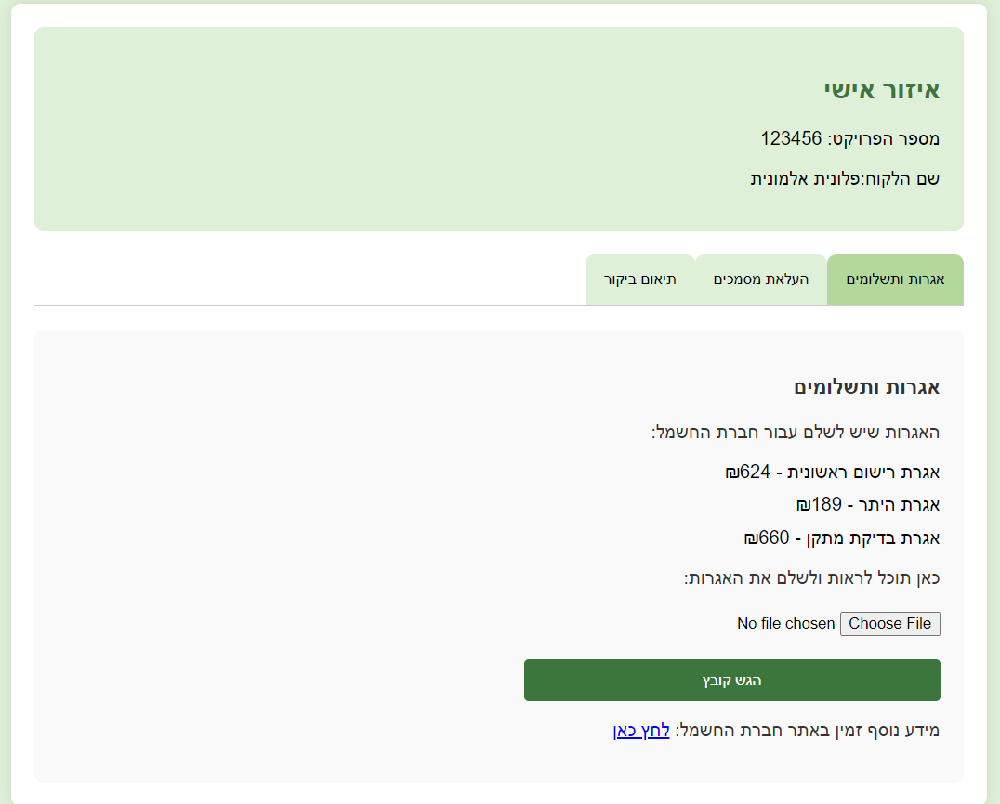 איזור אישי
מספר הפרויקט: 123456
שם הלקוח:פלונית אלמונית
אגרות ותשלומים
העלאת מסמכים
תיאום ביקור
אגרות ותשלומים
האגרות שיש לשלם עבור חברת החשמל:
אגרת רישום ראשונית - 624₪
אגרת היתר - 189₪
אגרת בדיקת מתקן - 660₪
כאן תוכל לראות ולשלם את האגרות:
Choose File No file chosen
הגש קובץ
מידע נוסף זמין באתר חברת החשמל: לחץ כאן